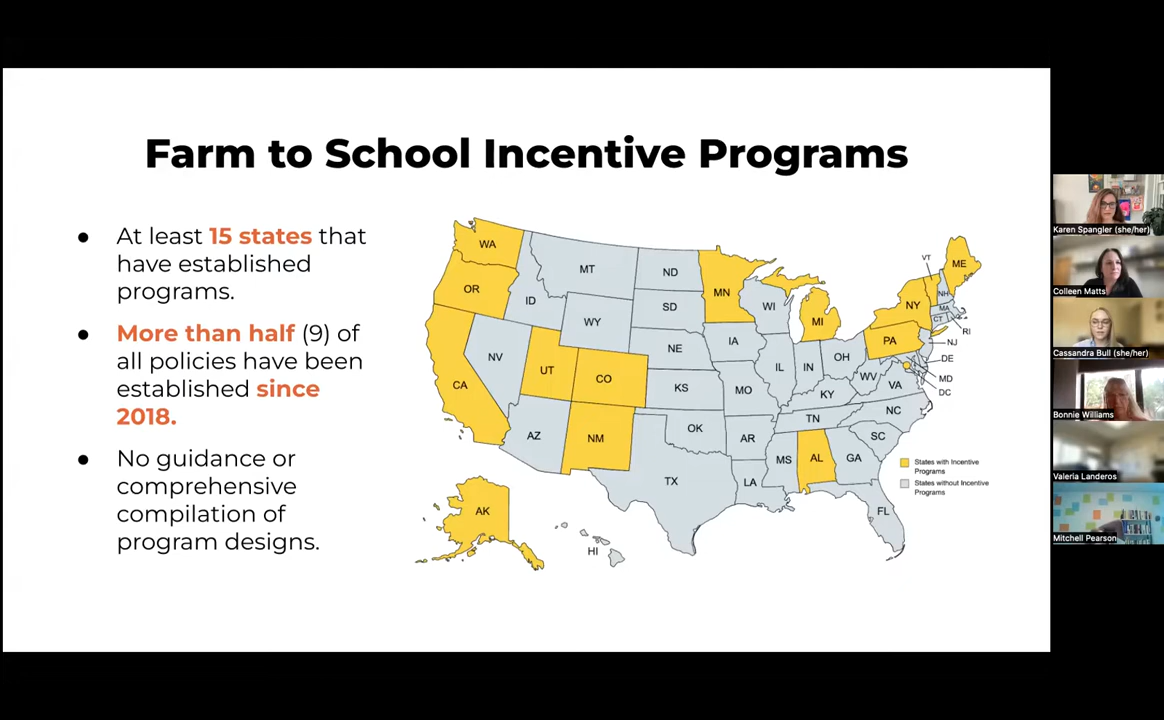 Farm to School Incentive Programs
● At least 15 states that
have established
programs.
● More than half (9) of
all policies have been
established since
2018.
● No guidance or
comprehensive
compilation of
program designs.
WA
OR
CA
NV
ID
MT
WY
UT
AZ
CO
NM
ND
SD
NE
KS
OK
TX
MN
IA
MO
AR
LA
WI
IL
IN
MI
OH
KY
TN
MS
AL
GA
FL
SC
NC
VA
WV
PA
NY
VT
NH
MA
CT
ME
RI
NJ
DE
MD
DC
AK
HI
States with Incentive
Programs
States without Incentive
Programs
Karen Spangler (she/her)
Colleen Matts
Cassandra Bull (she/her)
Bonnie Williams
Valeria Landeros
Mitchell Pearson